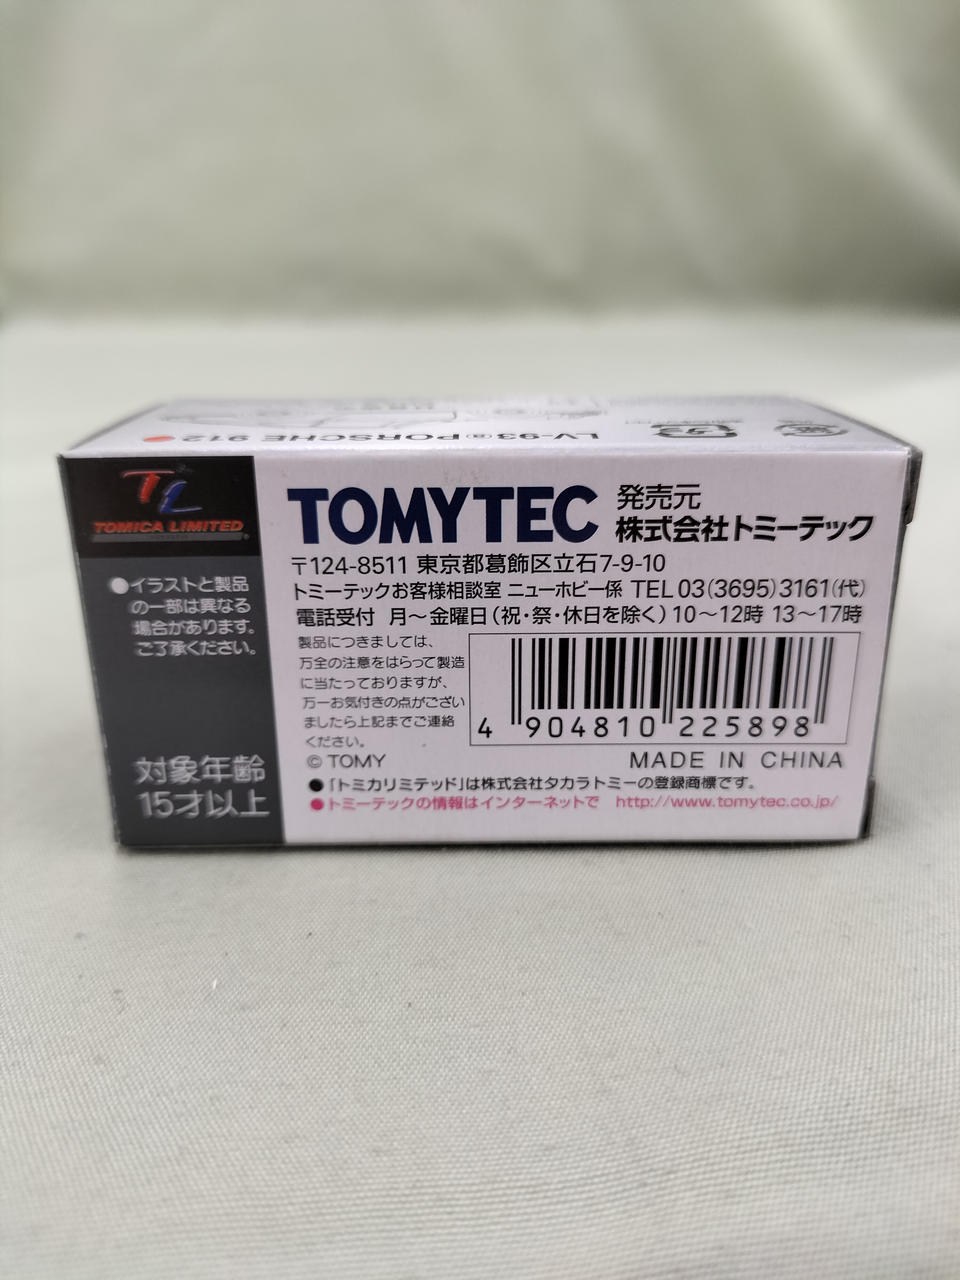 LV-93ⓐPORSCHE 912
TL
TOMICA LIMITED
●イラストと製品
の一部は異なる
場合があります。
ご了承ください。
対象年齢
15才以上
TOMYTEC 発売元
株式会社トミーテック
〒124-8511 東京都葛飾区立石7-9-10
トミーテックお客様相談室 ニューホビー係 TEL 03(3695)3161(代)
電話受付 月～金曜日(祝・祭・休日を除く)10～12時 13～17時
製品につきましては、
万全の注意をはらって製造
に当たっておりますが、
万一お気付きの点がござい
ましたら上記までご連絡
ください。
4 904810 225898
© TOMY MADE IN CHINA
●「トミカリミテッド」は株式会社タカラトミーの登録商標です。
●トミーテックの情報はインターネットで http://www.tomytec.co.jp/